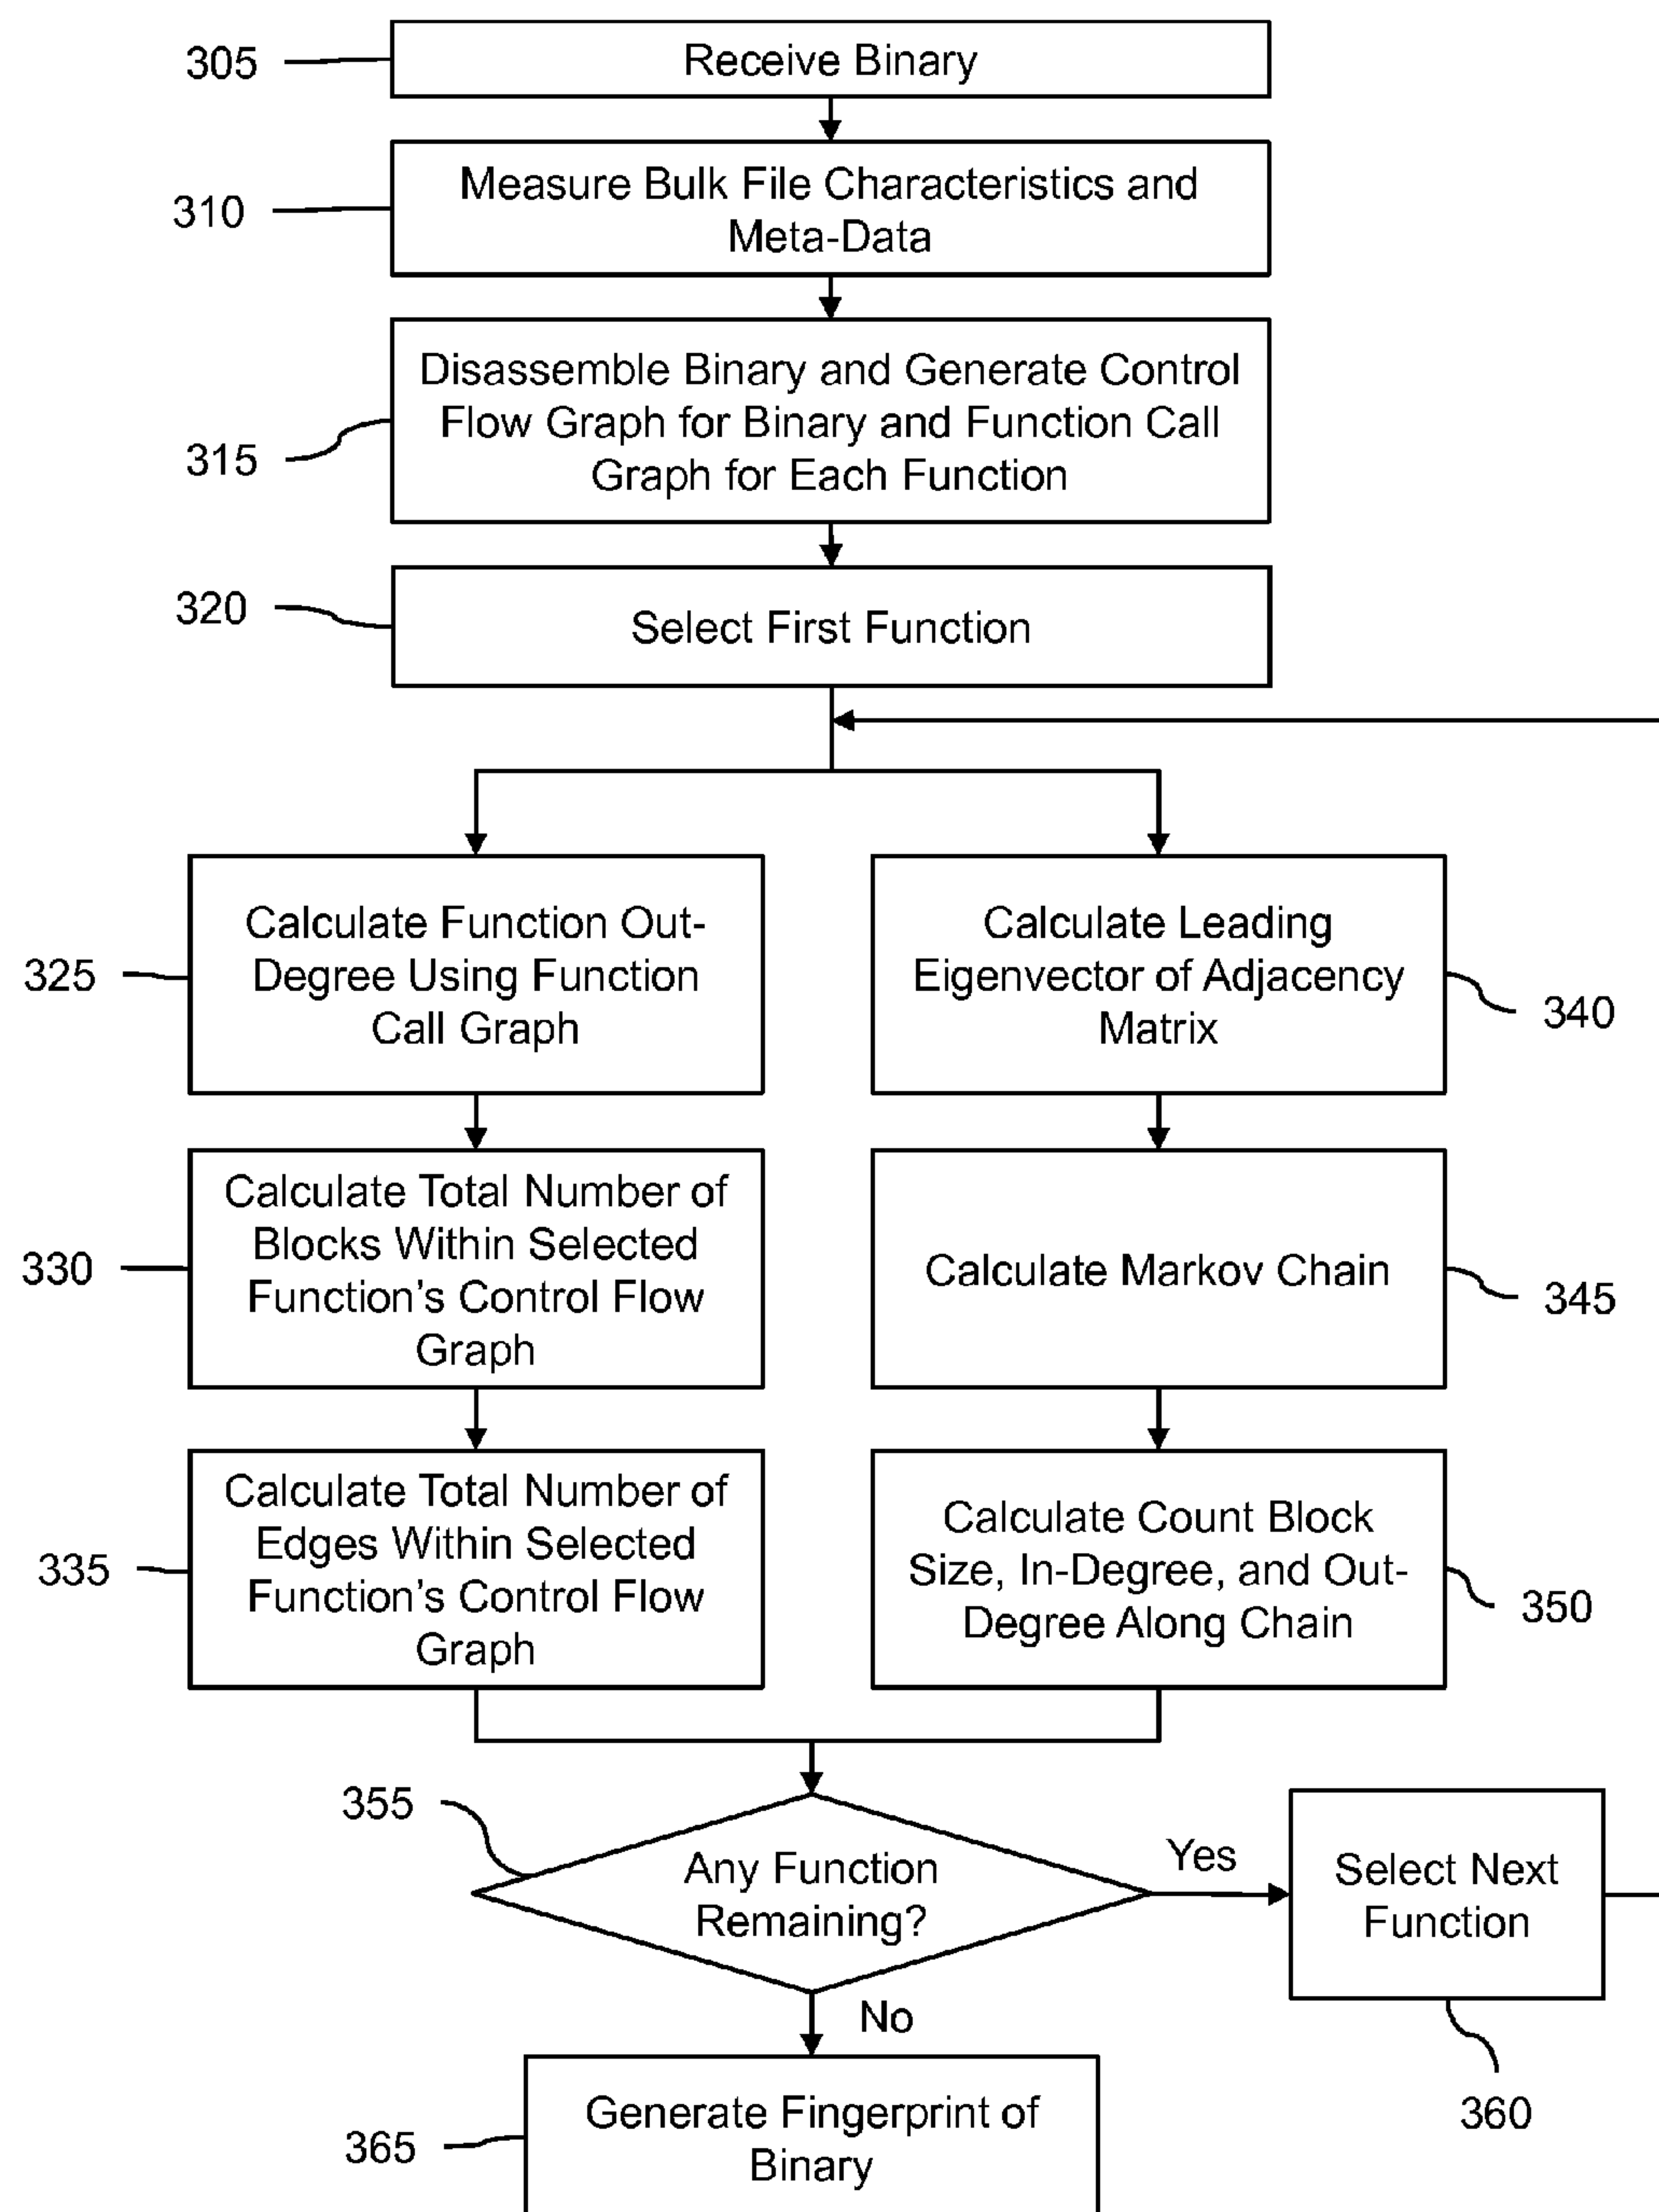 305
Receive Binary
310
Measure Bulk File Characteristics and
Meta-Data
315
Disassemble Binary and Generate Control
Flow Graph for Binary and Function Call
Graph for Each Function
320
Select First Function
325
Calculate Function Out-
Degree Using Function
Call Graph
Calculate Leading
Eigenvector of Adjacency
Matrix
340
330
Calculate Total Number of
Blocks Within Selected
Function's Control Flow
Graph
Calculate Markov Chain
345
335
Calculate Total Number of
Edges Within Selected
Function's Control Flow
Graph
Calculate Count Block
Size, In-Degree, and Out-
Degree Along Chain
350
355
Any Function
Remaining?
Yes
Select Next
Function
360
No
365
Generate Fingerprint of
Binary